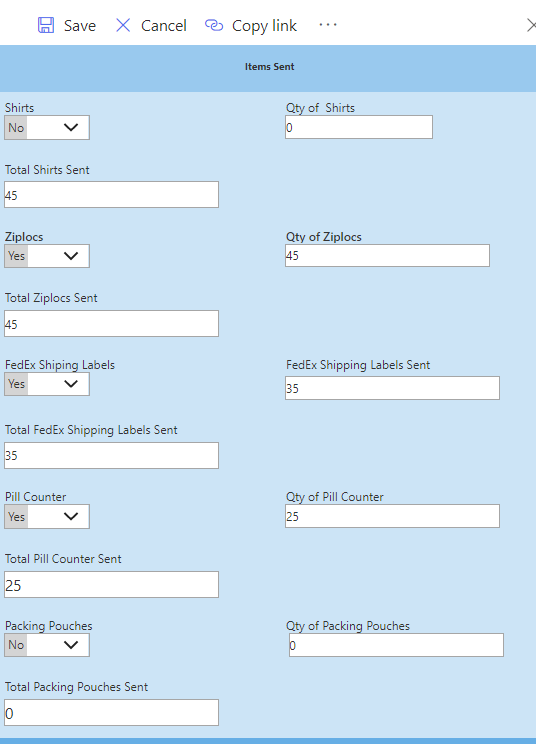 Save Cancel Copy link ...
Items Sent
Shirts Qty of Shirts
No 0
Total Shirts Sent
45
Ziplocs Qty of Ziplocs
Yes 45
Total Ziplocs Sent
45
FedEx Shiping Labels FedEx Shipping Labels Sent
Yes 35
Total FedEx Shipping Labels Sent
35
Pill Counter Qty of Pill Counter
Yes 25
Total Pill Counter Sent
25
Packing Pouches Qty of Packing Pouches
No 0
Total Packing Pouches Sent
0